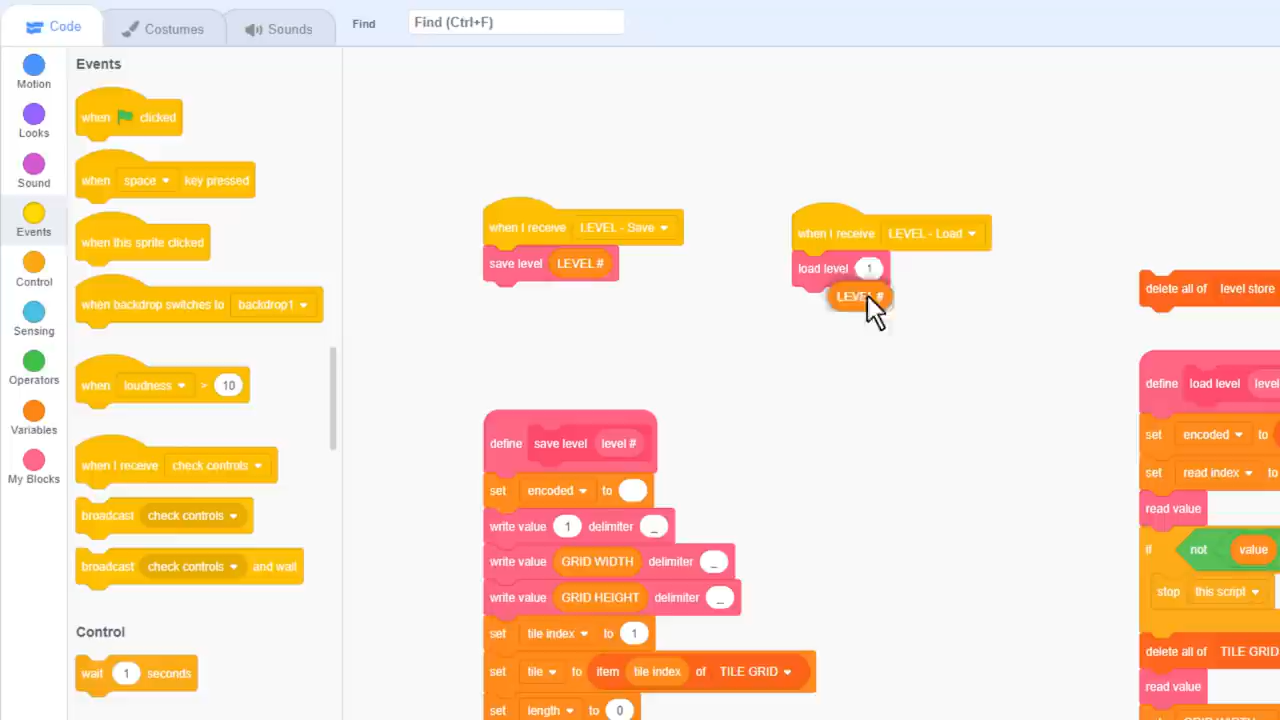 Code
Costumes
Sounds
Find
Find (Ctrl+F)
Motion
Looks
Sound
Events
Control
Sensing
Operators
Variables
My Blocks
Events
when clicked
when space key pressed
when this sprite clicked
when backdrop switches to backdrop1
when loudness > 10
when I receive check controls
broadcast check controls
broadcast check controls and wait
Control
wait 1 seconds
when I receive LEVEL - Save
save level LEVEL #
when I receive LEVEL - Load
load level 1
LEVEL #
define save level level #
set encoded to
write value 1 delimiter _
write value GRID WIDTH delimiter _
write value GRID HEIGHT delimiter _
set tile index to 1
set tile to item tile index of TILE GRID
set length to 0
delete all of level store
define load level level
set encoded to
set read index to
read value
if not value
stop this script
delete all of TILE GRID
read value